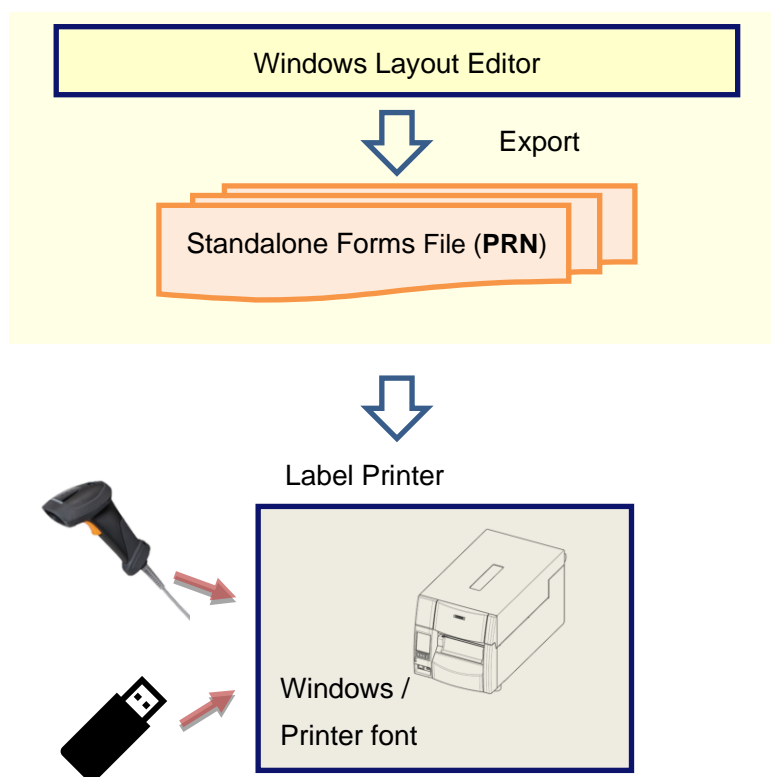 Windows Layout Editor
Export
Standalone Forms File (PRN)
Label Printer
Windows /
Printer font